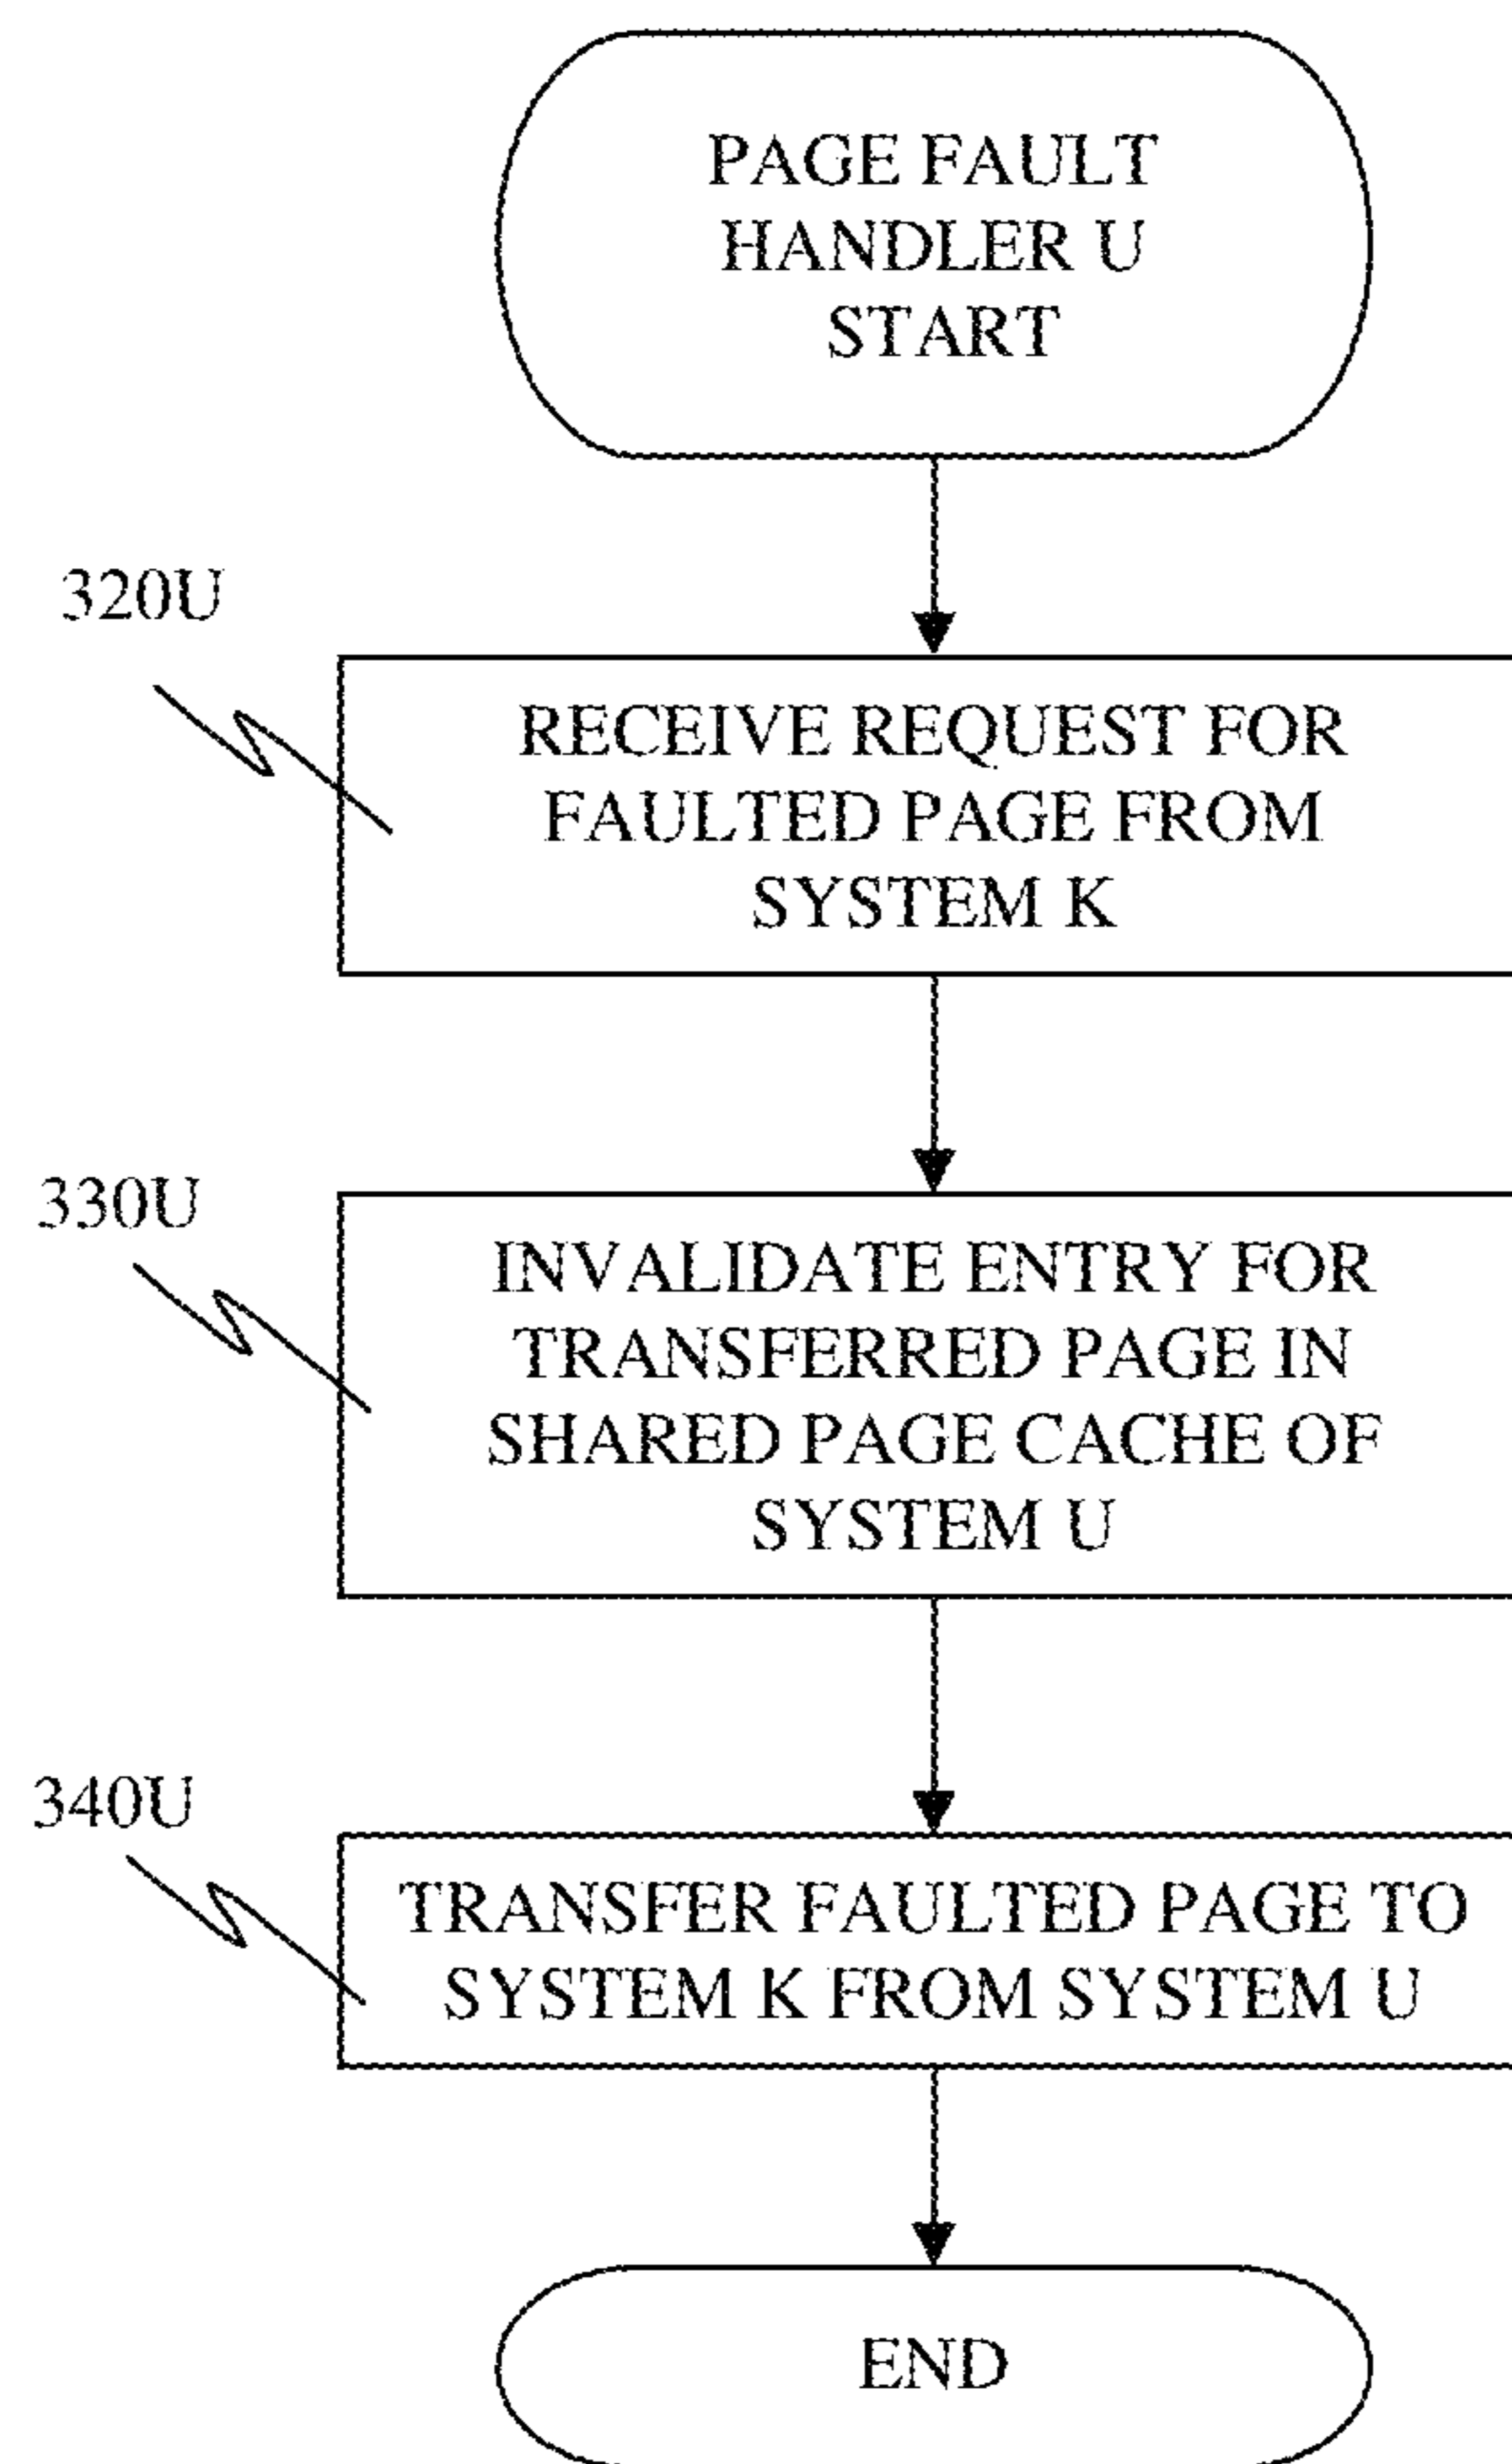 PAGE FAULT
HANDLER U
START
320U
RECEIVE REQUEST FOR
FAULTED PAGE FROM
SYSTEM K
330U
INVALIDATE ENTRY FOR
TRANSFERRED PAGE IN
SHARED PAGE CACHE OF
SYSTEM U
340U
TRANSFER FAULTED PAGE TO
SYSTEM K FROM SYSTEM U
END